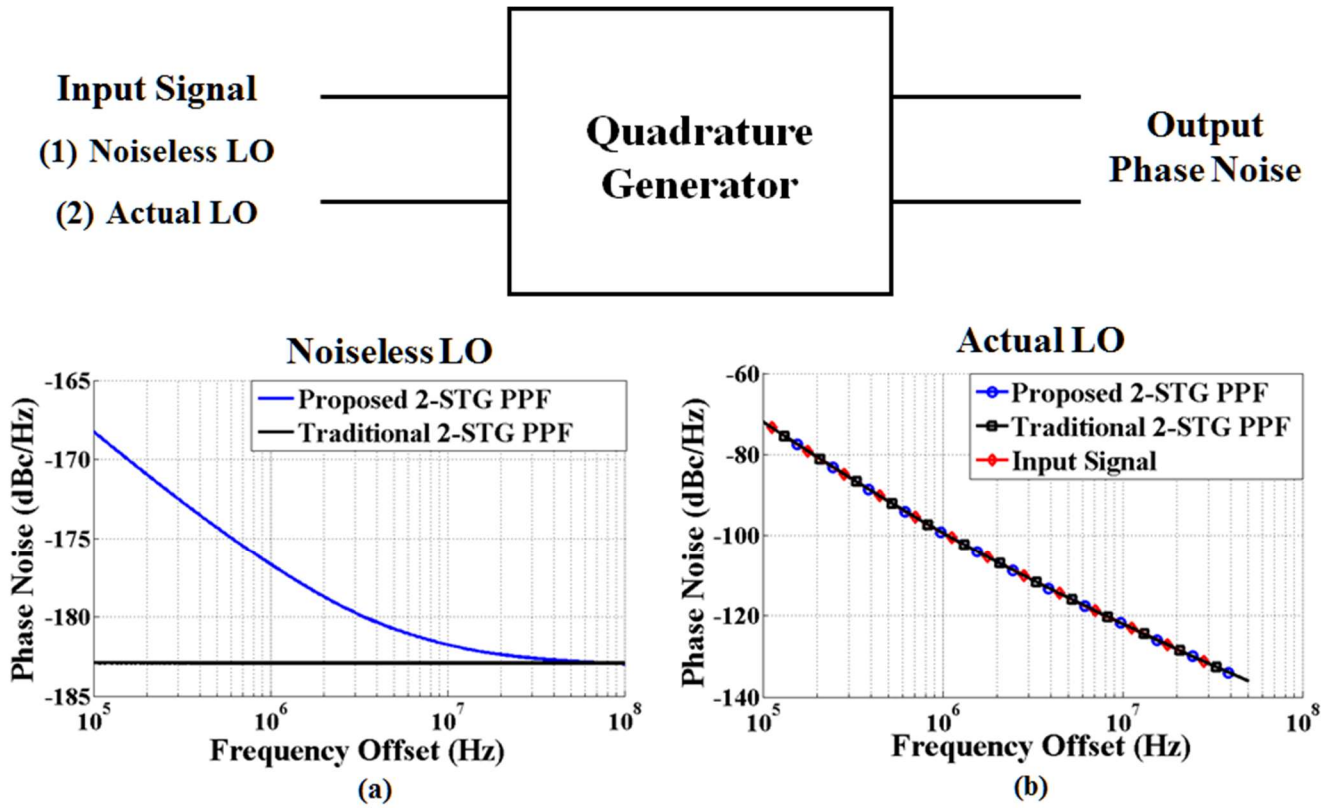 Input Signal
(1) Noiseless LO
(2) Actual LO
Quadrature
Generator
Output
Phase Noise
Noiseless LO
Proposed 2-STG PPF
Traditional 2-STG PPF
Phase Noise (dBc/Hz)
-165
-170
-175
-180
-185
10^5
10^6
10^7
10^8
Frequency Offset (Hz)
(a)
Actual LO
Proposed 2-STG PPF
Traditional 2-STG PPF
Input Signal
Phase Noise (dBc/Hz)
-60
-80
-100
-120
-140
10^5
10^6
10^7
10^8
Frequency Offset (Hz)
(b)